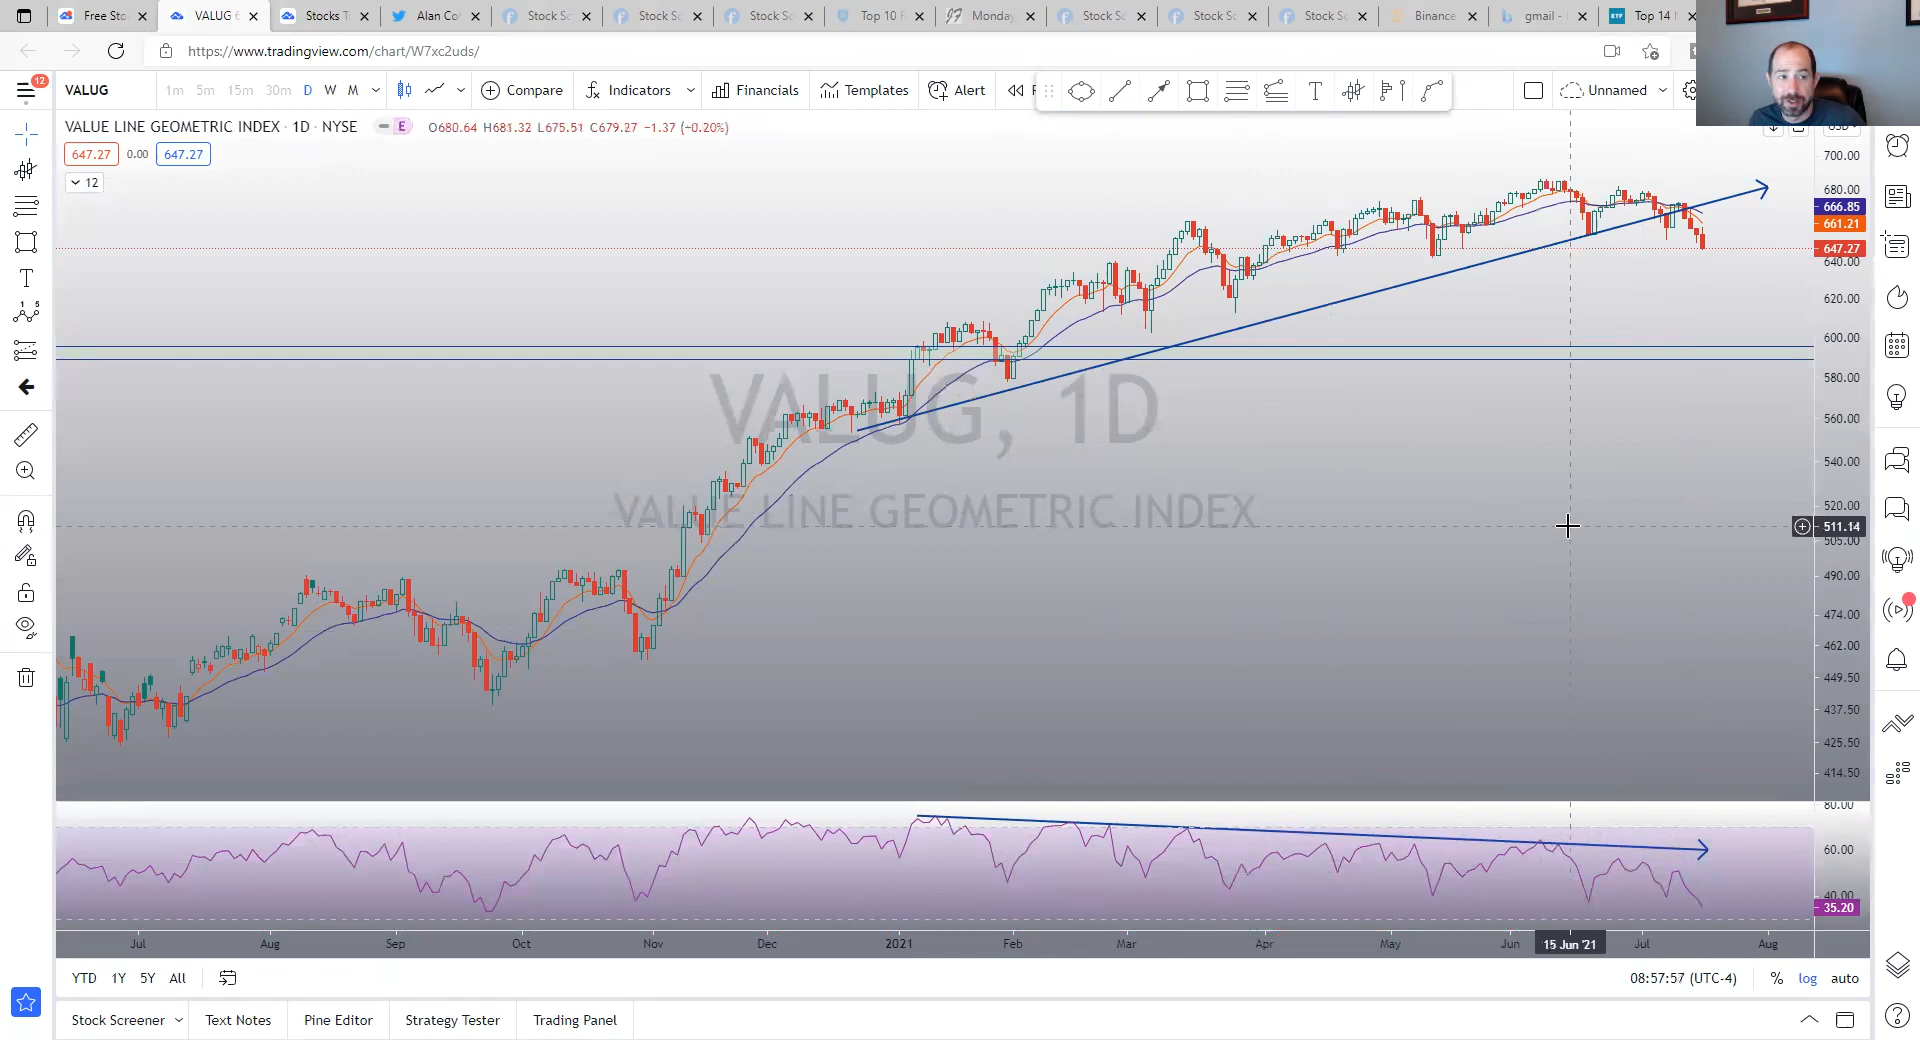 Free Sto
VALUG 6
Stocks T
Alan Co
Stock Sc
Stock Sc
Stock Sc
Top 10 F
Monday
Stock Sc
Stock Sc
Stock Sc
Binance
gmail -
Top 14
https://www.tradingview.com/chart/W7xc2uds/
12
VALUG
1m 5m 15m 30m D W M
Compare
Indicators
Financials
Templates
Alert
Unnamed
VALUE LINE GEOMETRIC INDEX · 1D · NYSE
E
O680.64 H681.32 L675.51 C679.27 −1.37 (−0.20%)
647.27 0.00 647.27
12
VALUG, 1D
VALUE LINE GEOMETRIC INDEX
USD
700.00
680.00
666.85
661.21
647.27
640.00
620.00
600.00
580.00
560.00
540.00
520.00
511.14
505.00
490.00
474.00
462.00
449.50
437.50
425.50
414.50
80.00
60.00
40.00
35.20
Jul Aug Sep Oct Nov Dec 2021 Feb Mar Apr May Jun 15 Jun '21 Jul Aug
YTD 1Y 5Y All
08:57:57 (UTC-4) % log auto
Stock Screener Text Notes Pine Editor Strategy Tester Trading Panel